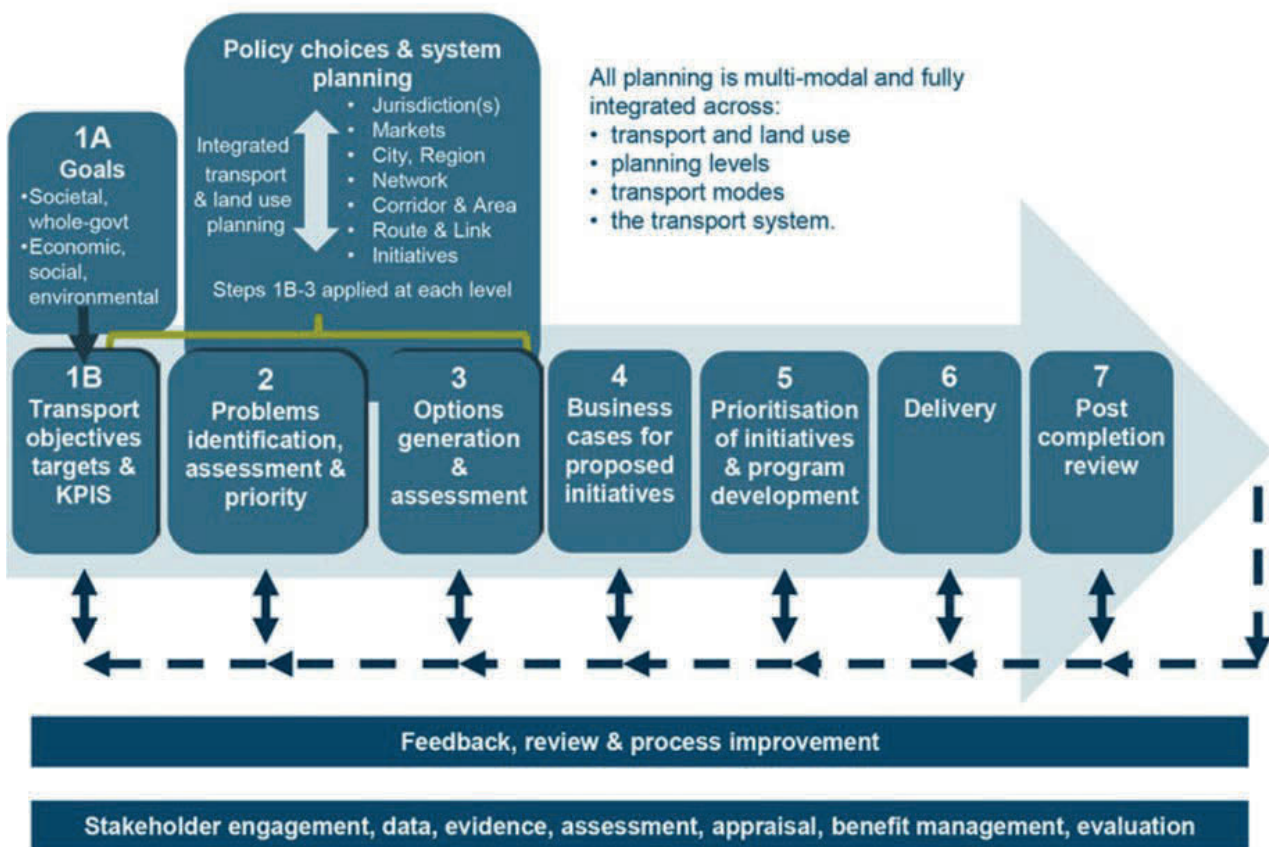 Policy choices & system
planning
Integrated
transport
& land use
planning
• Jurisdiction(s)
• Markets
• City, Region
• Network
• Corridor & Area
• Route & Link
• Initiatives
Steps 1B-3 applied at each level
All planning is multi-modal and fully
integrated across:
• transport and land use
• planning levels
• transport modes
• the transport system.
1A
Goals
•Societal,
whole-govt
•Economic,
social,
environmental
1B
Transport
objectives
targets &
KPIS
2
Problems
identification,
assessment &
priority
3
Options
generation
&
assessment
4
Business
cases for
proposed
initiatives
5
Prioritisation
of initiatives
& program
development
6
Delivery
7
Post
completion
review
Feedback, review & process improvement
Stakeholder engagement, data, evidence, assessment, appraisal, benefit management, evaluation